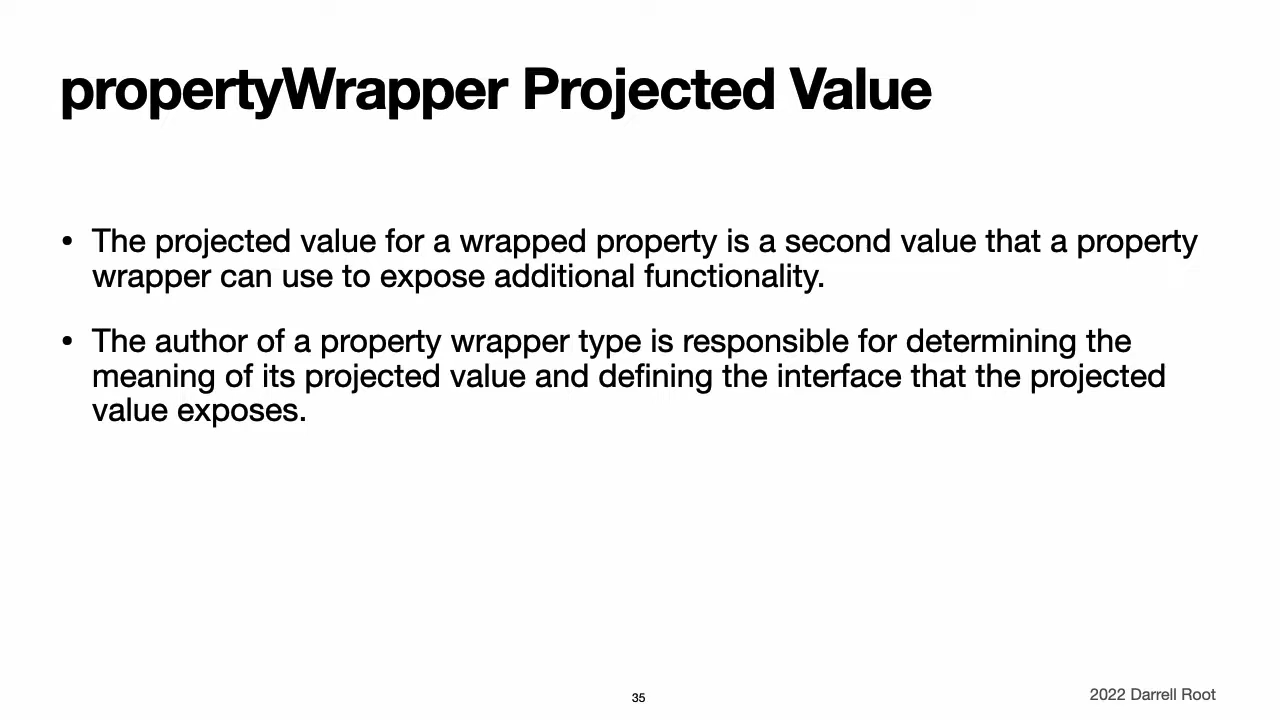 propertyWrapper Projected Value
• The projected value for a wrapped property is a second value that a property
wrapper can use to expose additional functionality.
• The author of a property wrapper type is responsible for determining the
meaning of its projected value and defining the interface that the projected
value exposes.
35
2022 Darrell Root